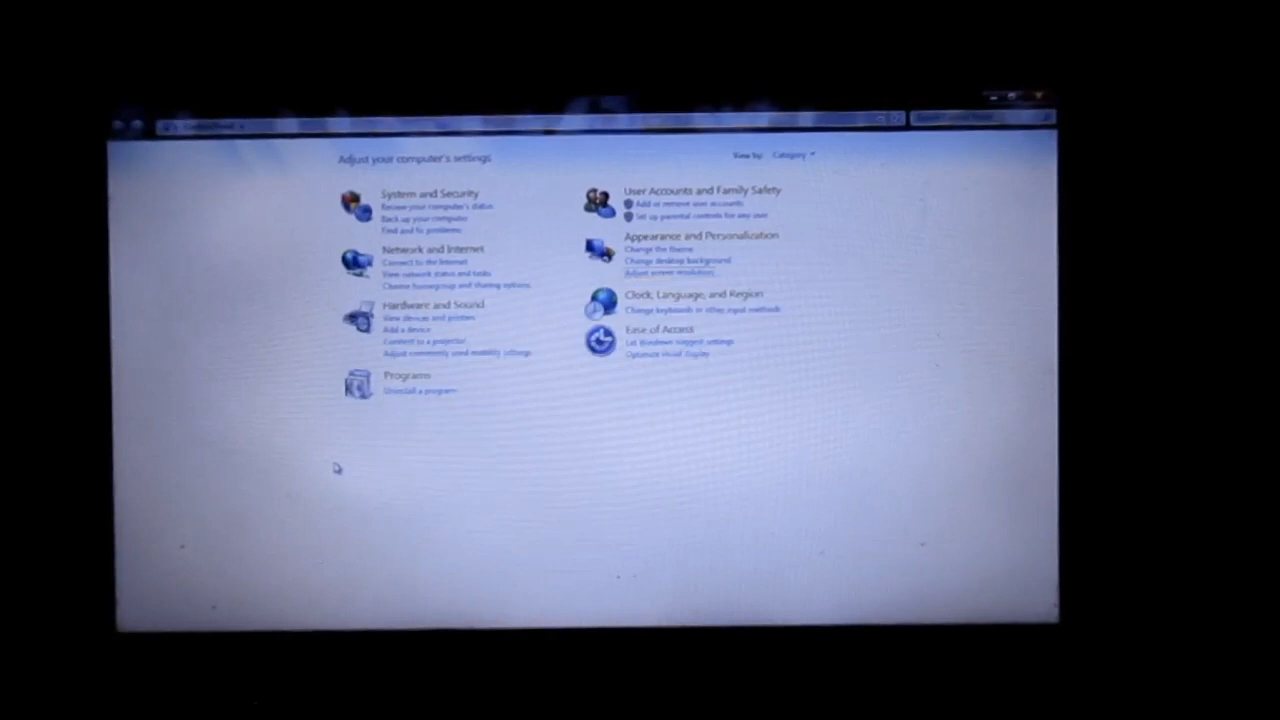 Control Panel
Adjust your computer's settings
View by: Category
System and Security
Review your computer's status
Back up your computer
Find and fix problems
Network and Internet
Connect to the Internet
View network status and tasks
Choose homegroup and sharing options
Hardware and Sound
View devices and printers
Add a device
Connect to a projector
Adjust commonly used mobility settings
Programs
Uninstall a program
User Accounts and Family Safety
Add or remove user accounts
Set up parental controls for any user
Appearance and Personalization
Change the theme
Change desktop background
Adjust screen resolution
Clock, Language, and Region
Change keyboards or other input methods
Ease of Access
Let Windows suggest settings
Optimize visual display